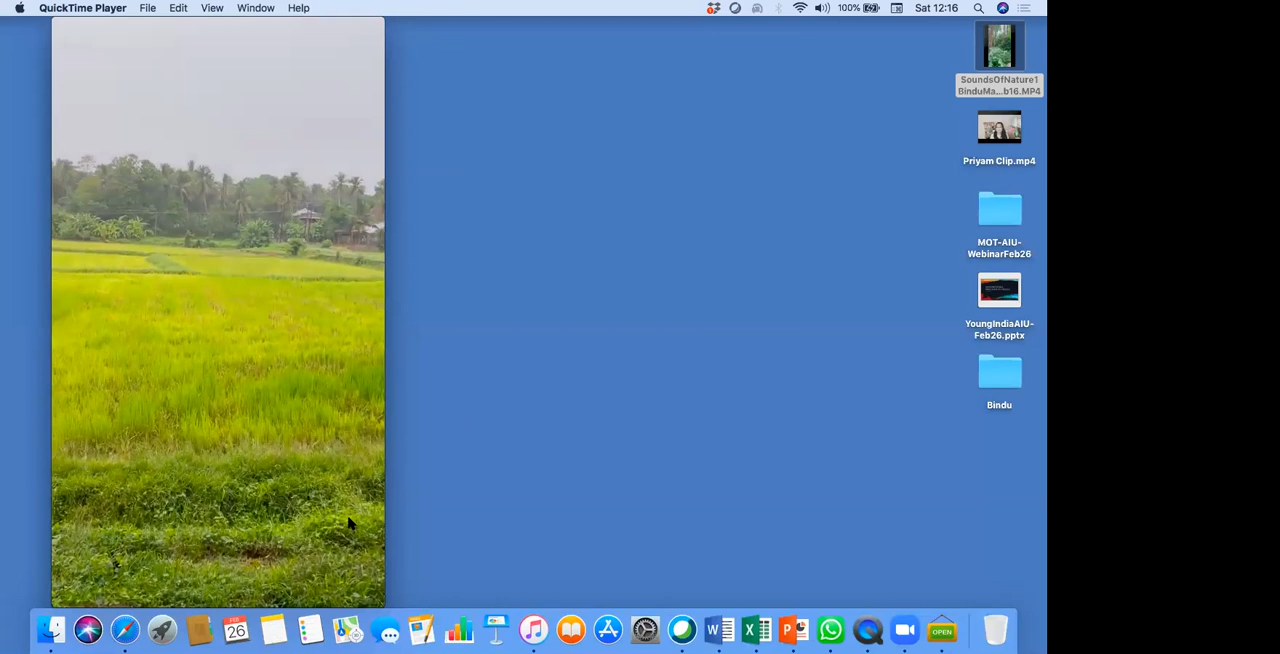 QuickTime Player File Edit View Window Help 100% Sat 12:16
SoundsOfNature1
BinduMa...b16.MP4
Priyam Clip.mp4
MOT-AIU-
WebinarFeb26
YoungIndiaAIU-
Feb26.pptx
Bindu
FEB
26
OPEN